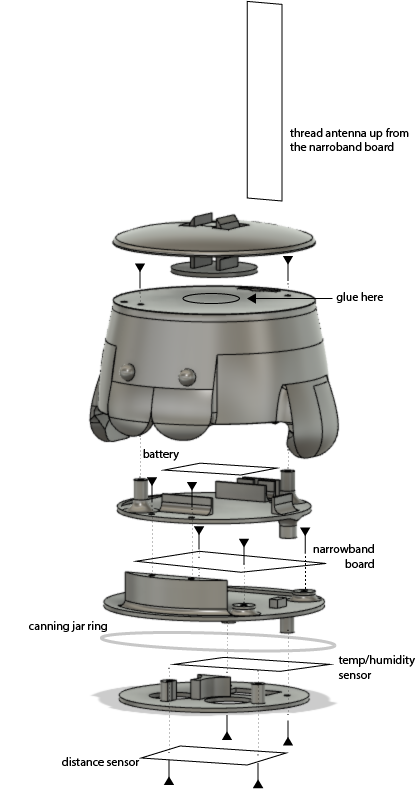 thread antenna up from
the narroband board
glue here
battery
narrowband
board
canning jar ring
temp/humidity
sensor
distance sensor